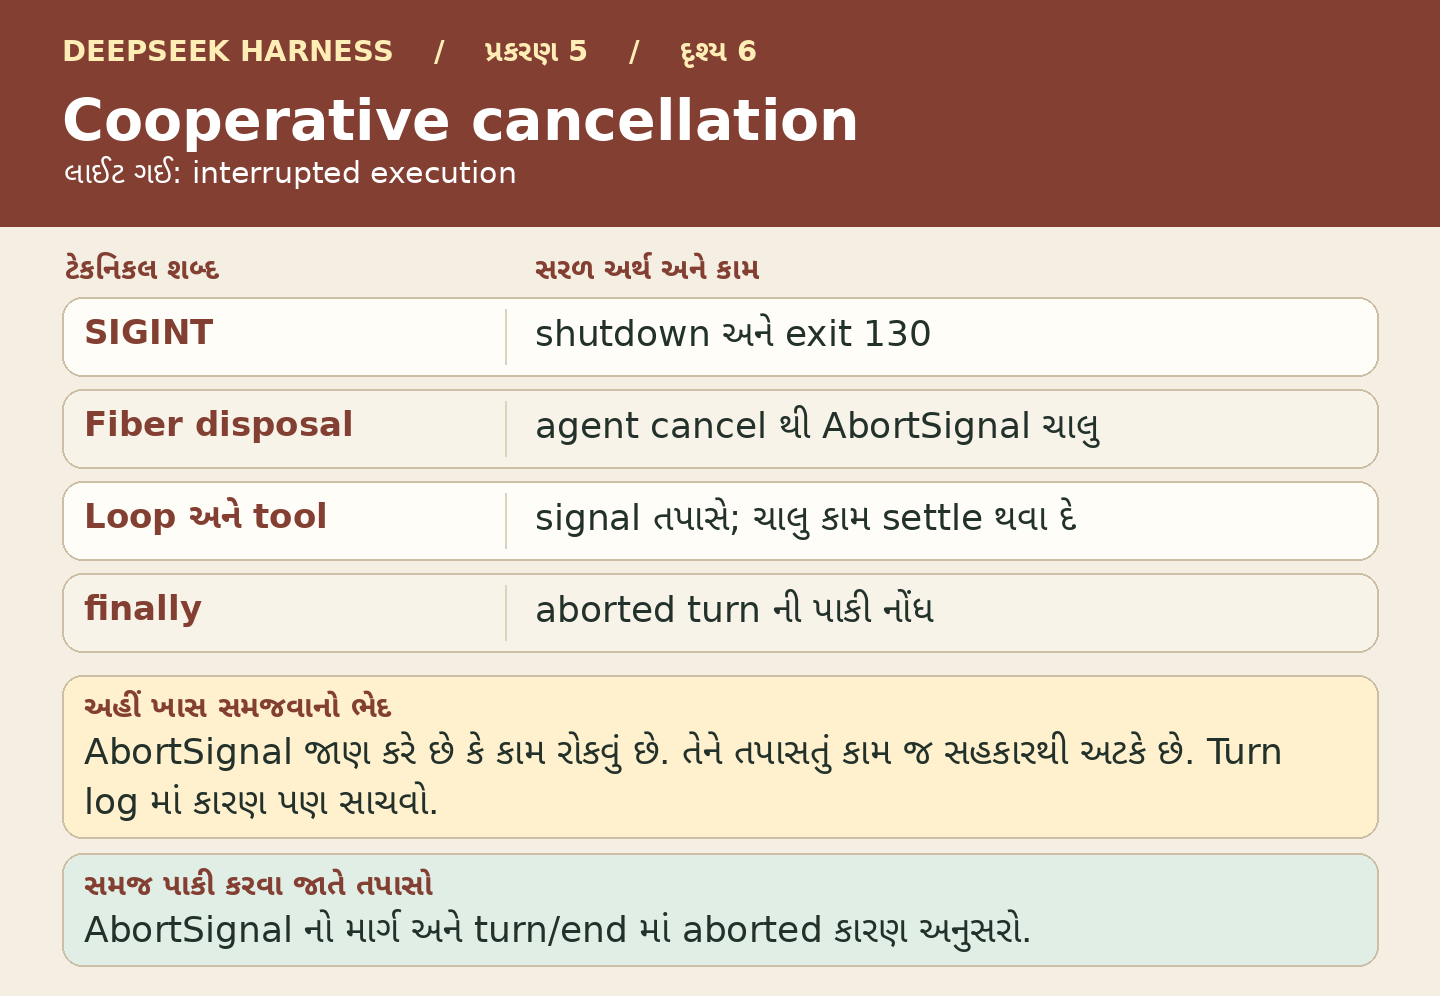 DEEPSEEK HARNESS / પ્રકરણ 5 / દૃશ્ય 6
Cooperative cancellation
લાઈટ ગઈ: interrupted execution
ટેકનિકલ શબ્દ સરળ અર્થ અને કામ
SIGINT shutdown અને exit 130
Fiber disposal agent cancel થી AbortSignal ચાલુ
Loop અને tool signal તપાસે; ચાલુ કામ settle થવા દે
finally aborted turn ની પાકી નોંધ
અહીં ખાસ સમજવાનો ભેદ
AbortSignal જાણ કરે છે કે કામ રોકવું છે. તેને તપાસતું કામ જ સહકારથી અટકે છે. Turn
log માં કારણ પણ સાચવો.
સમજ પાકી કરવા જાતે તપાસો
AbortSignal નો માર્ગ અને turn/end માં aborted કારણ અનુસરો.